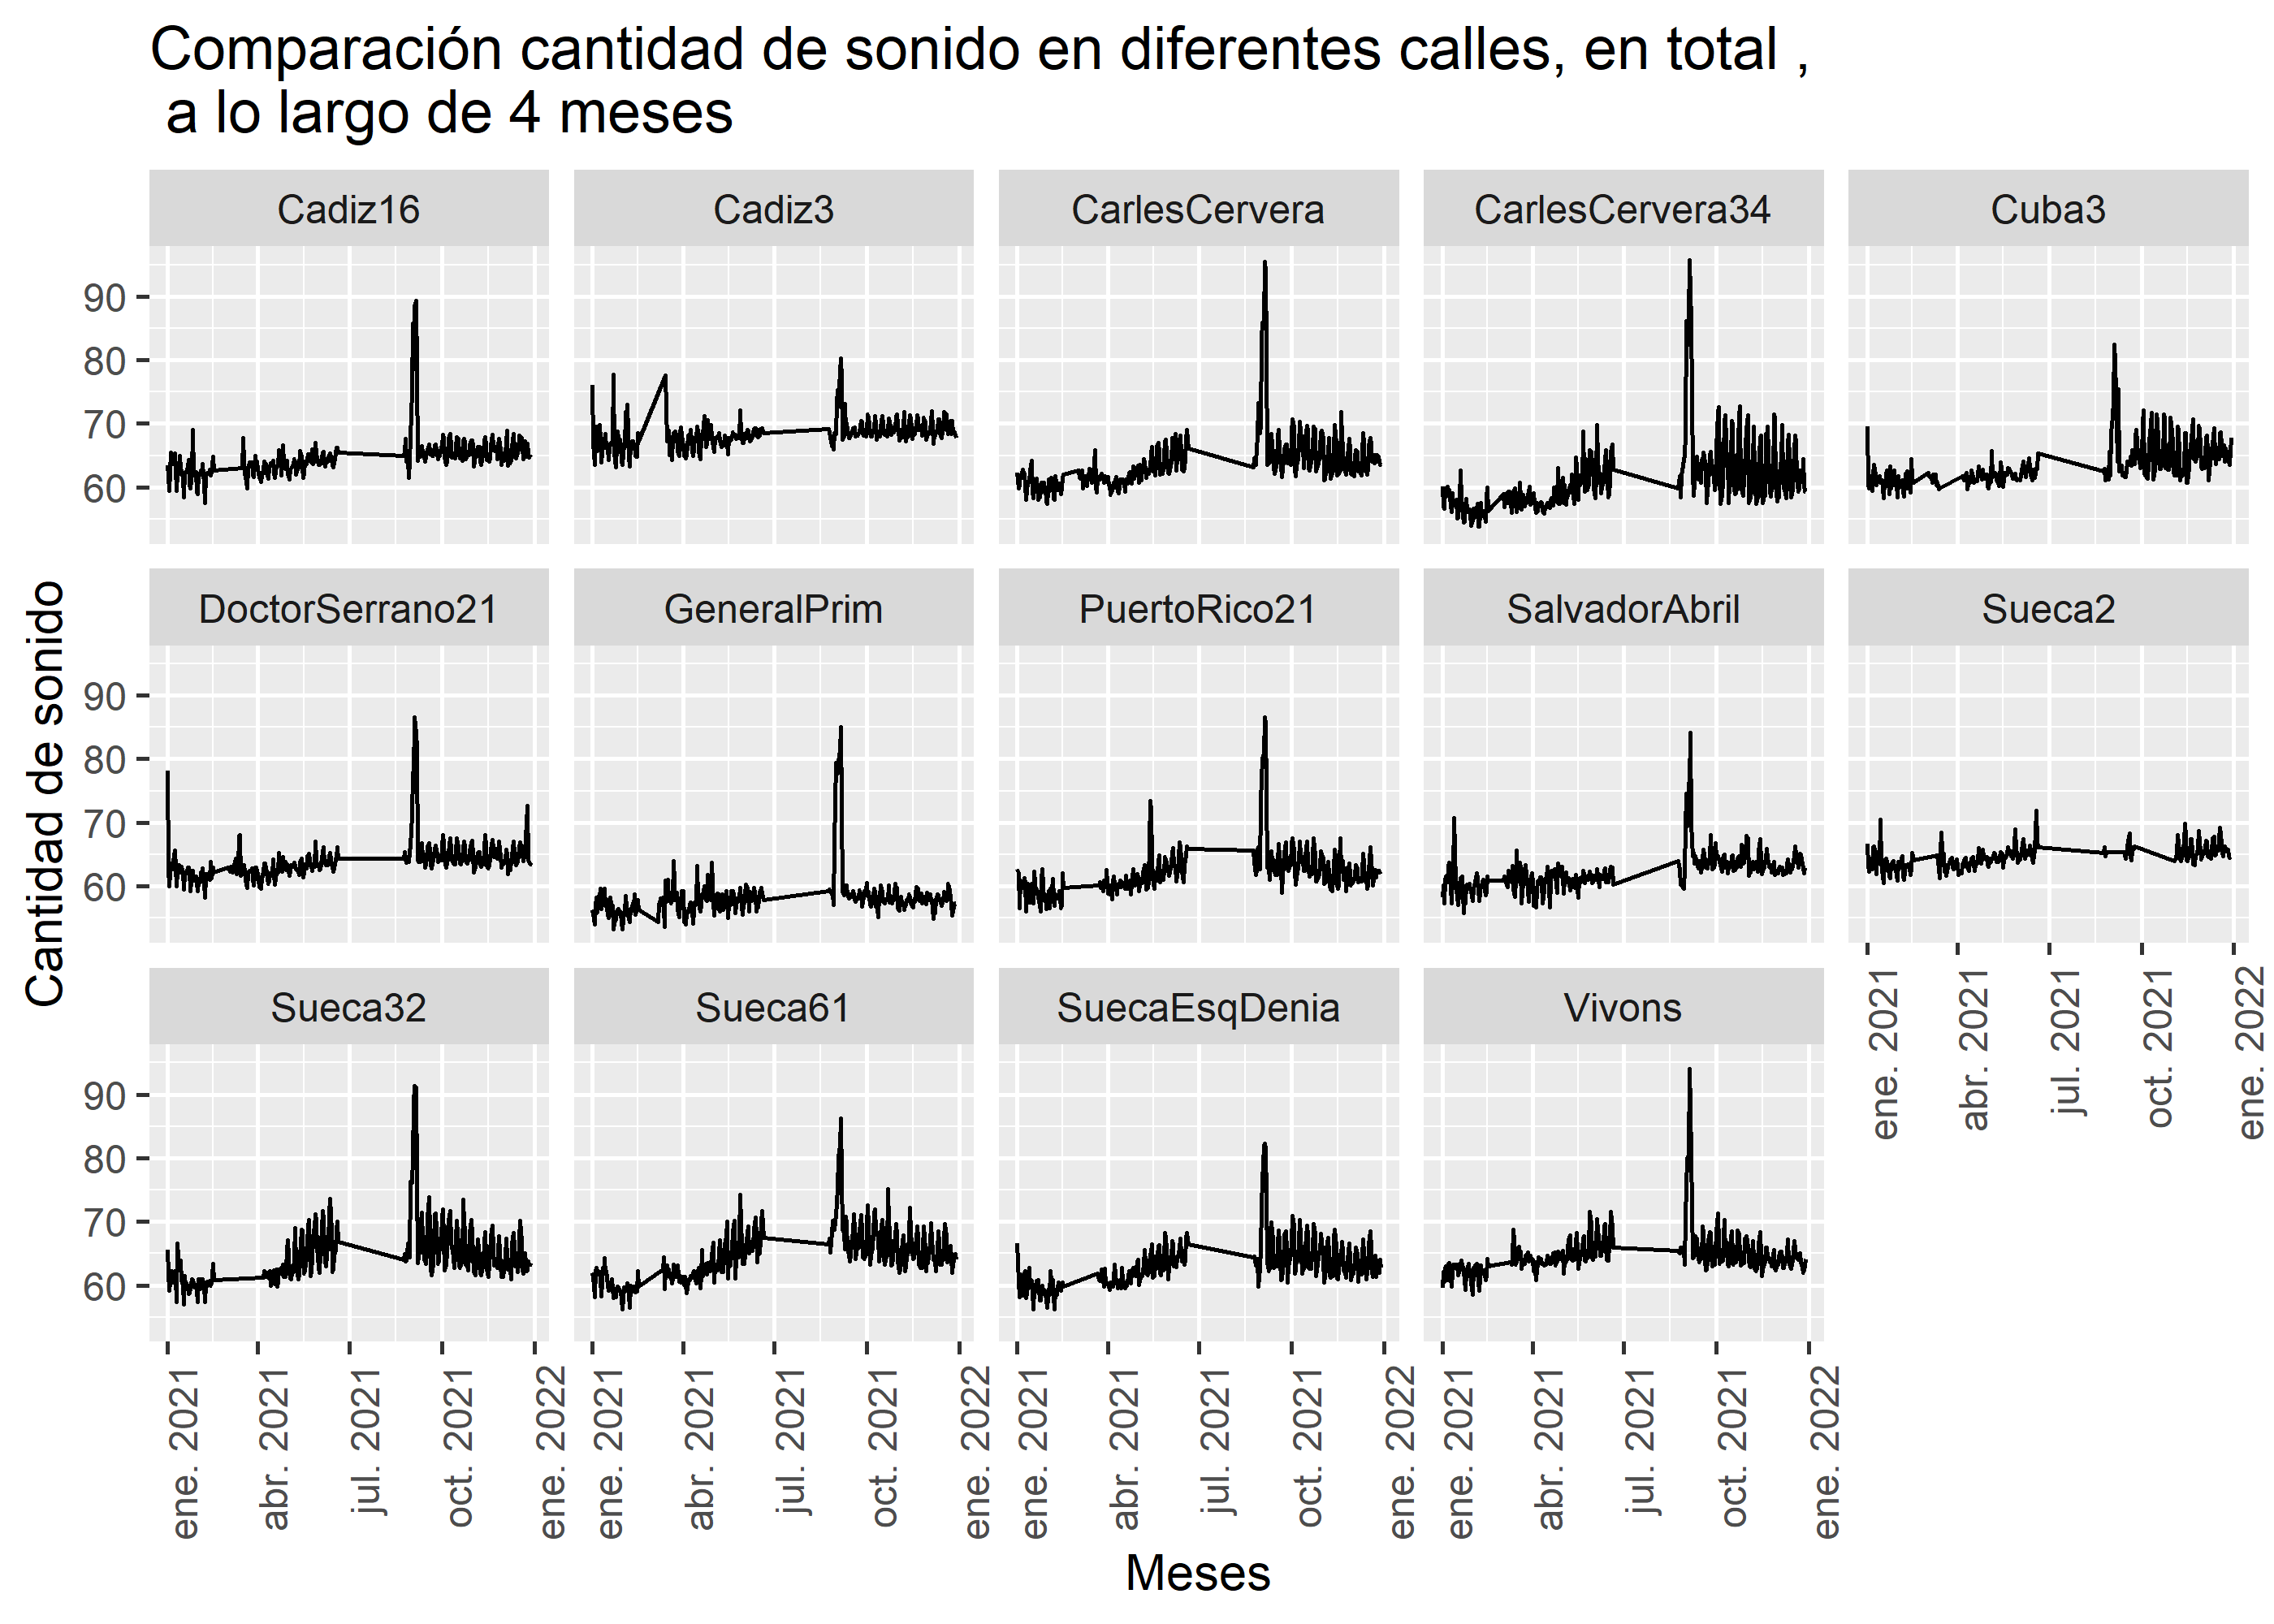 Comparación cantidad de sonido en diferentes calles, en total ,
a lo largo de 4 meses
Cadiz16
Cadiz3
CarlesCervera
CarlesCervera34
Cuba3
90
80
70
60
DoctorSerrano21
GeneralPrim
PuertoRico21
SalvadorAbril
Sueca2
90
80
70
60
ene. 2021
abr. 2021
jul. 2021
oct. 2021
ene. 2022
Sueca32
Sueca61
SuecaEsqDenia
Vivons
90
80
70
60
ene. 2021
abr. 2021
jul. 2021
oct. 2021
ene. 2022
ene. 2021
abr. 2021
jul. 2021
oct. 2021
ene. 2022
ene. 2021
abr. 2021
jul. 2021
oct. 2021
ene. 2022
ene. 2021
abr. 2021
jul. 2021
oct. 2021
ene. 2022
Cantidad de sonido
Meses